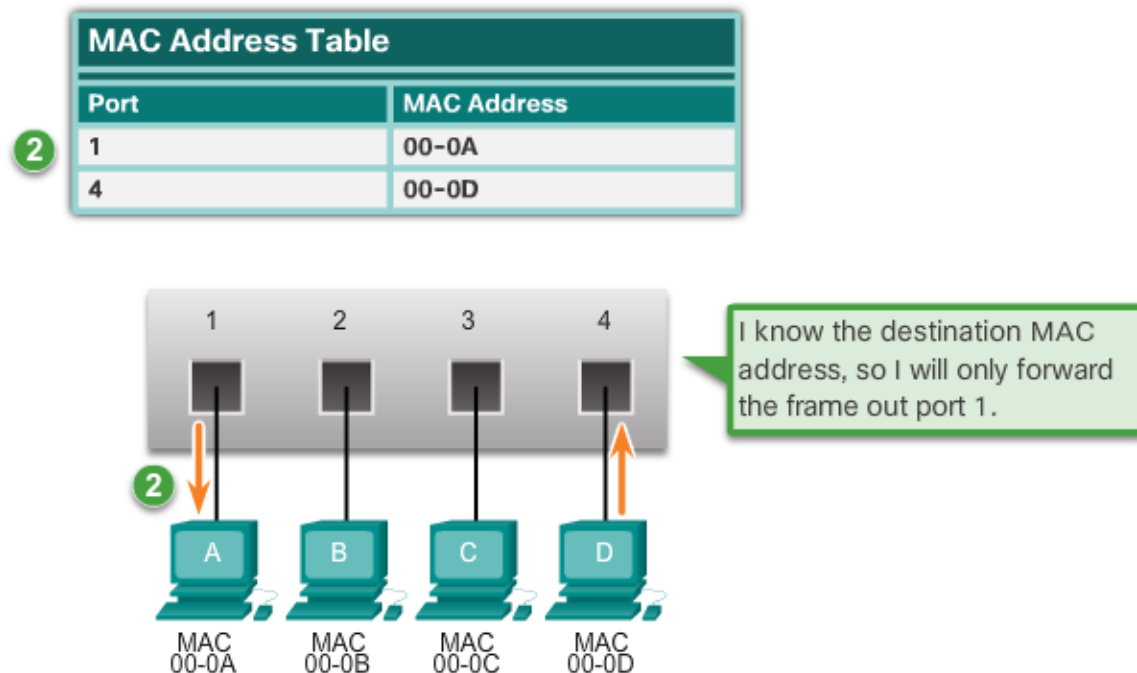 MAC Address Table
Port MAC Address
2 1 00-0A
4 00-0D
1 2 3 4
I know the destination MAC
address, so I will only forward
the frame out port 1.
2
A B C D
MAC MAC MAC MAC
00-0A 00-0B 00-0C 00-0D